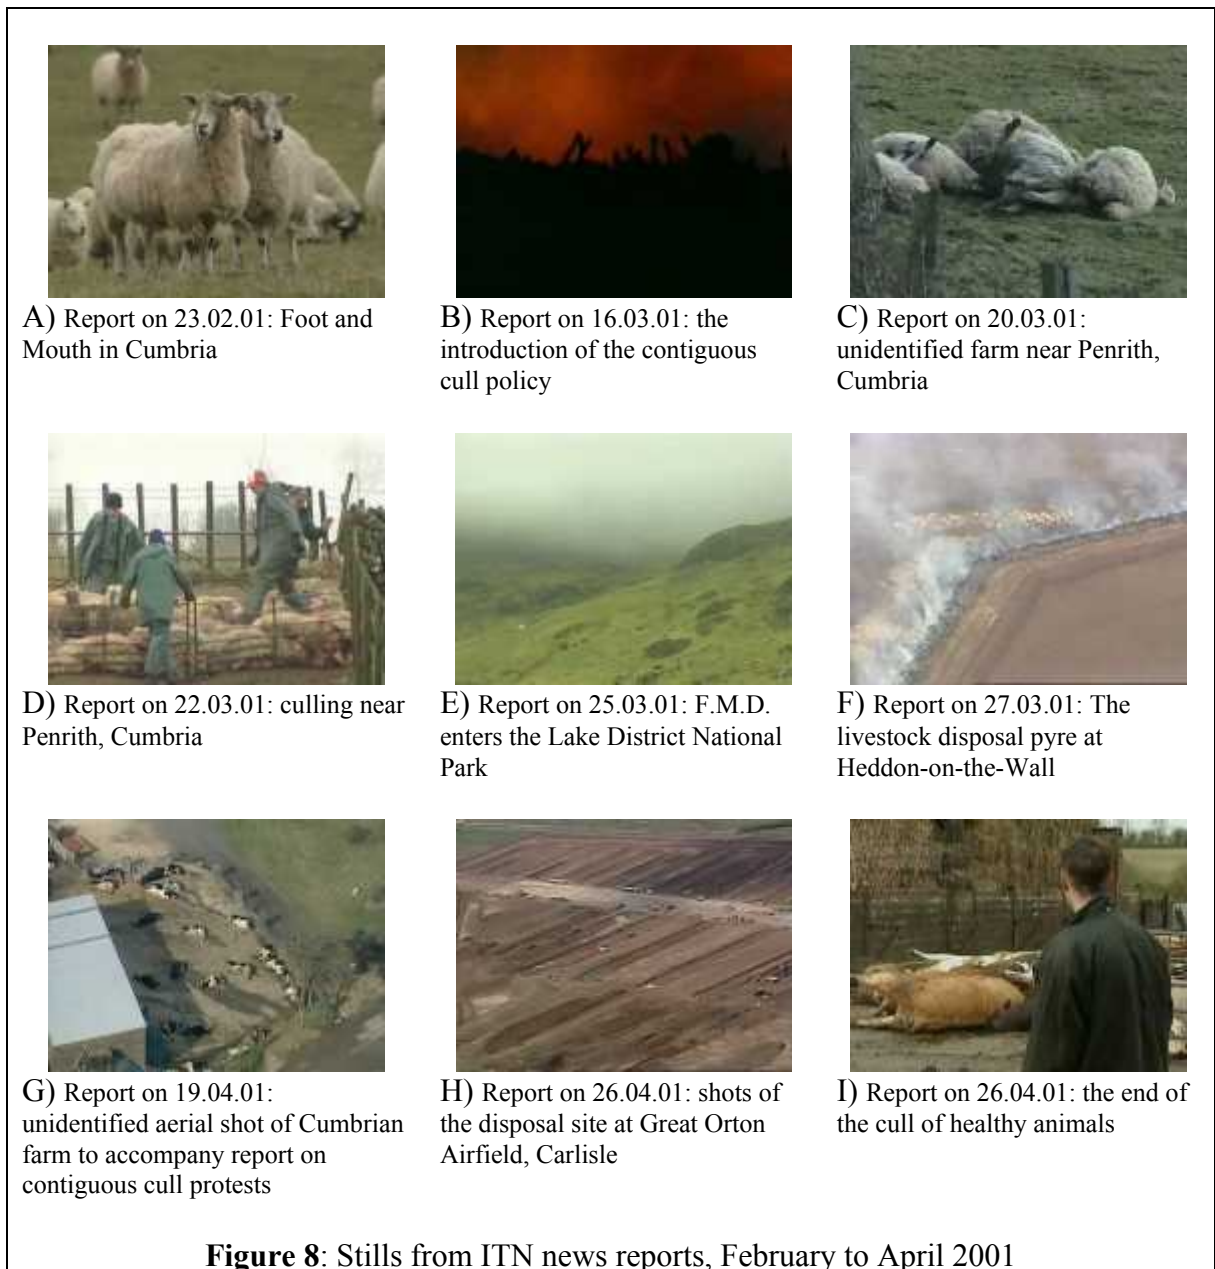 A) Report on 23.02.01: Foot and
Mouth in Cumbria
B) Report on 16.03.01: the
introduction of the contiguous
cull policy
C) Report on 20.03.01:
unidentified farm near Penrith,
Cumbria
D) Report on 22.03.01: culling near
Penrith, Cumbria
E) Report on 25.03.01: F.M.D.
enters the Lake District National
Park
F) Report on 27.03.01: The
livestock disposal pyre at
Heddon-on-the-Wall
G) Report on 19.04.01:
unidentified aerial shot of Cumbrian
farm to accompany report on
contiguous cull protests
H) Report on 26.04.01: shots of
the disposal site at Great Orton
Airfield, Carlisle
I) Report on 26.04.01: the end of
the cull of healthy animals
Figure 8: Stills from ITN news reports, February to April 2001